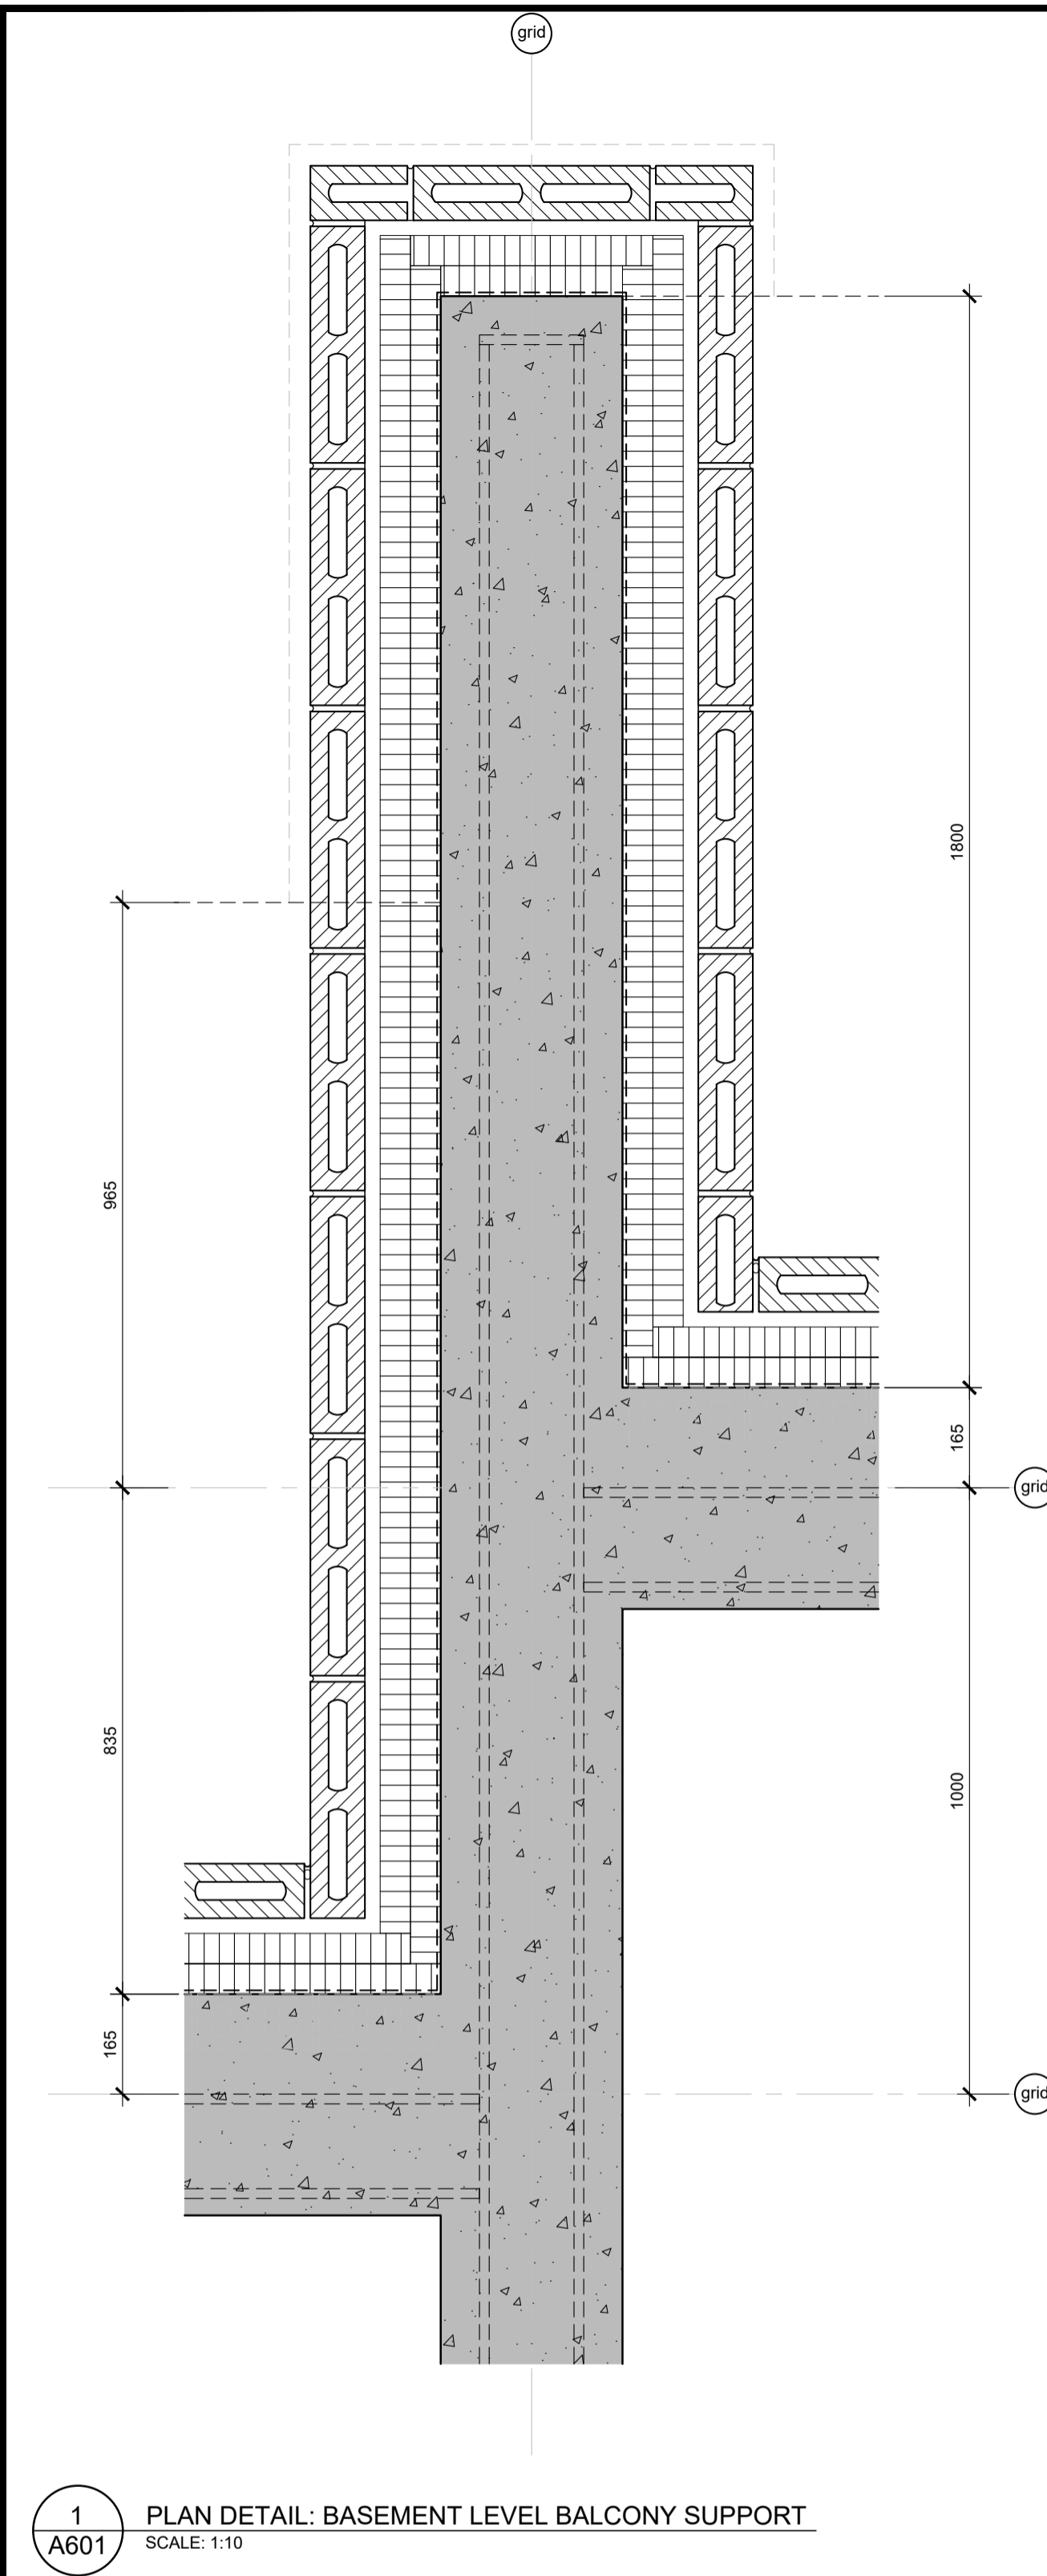 grid
1800
965
165
grid
835
1000
165
grid
1
A601
PLAN DETAIL: BASEMENT LEVEL BALCONY SUPPORT
SCALE: 1:10